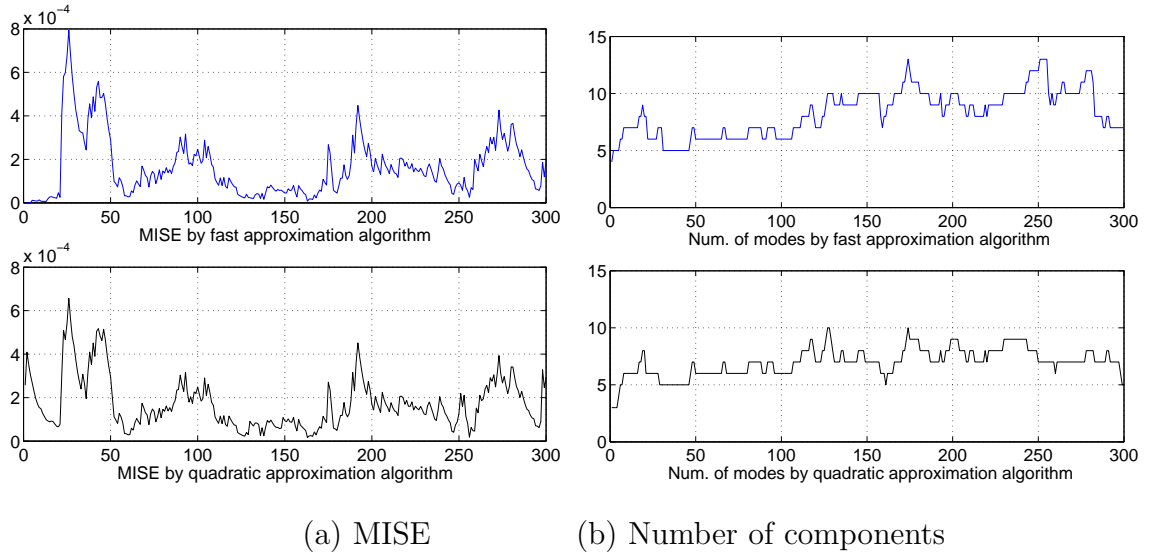 x 10⁻⁴
8
6
4
2
0
0 50 100 150 200 250 300
MISE by fast approximation algorithm
x 10⁻⁴
8
6
4
2
0
0 50 100 150 200 250 300
MISE by quadratic approximation algorithm
15
10
5
0
0 50 100 150 200 250 300
Num. of modes by fast approximation algorithm
15
10
5
0
0 50 100 150 200 250 300
Num. of modes by quadratic approximation algorithm
(a) MISE
(b) Number of components